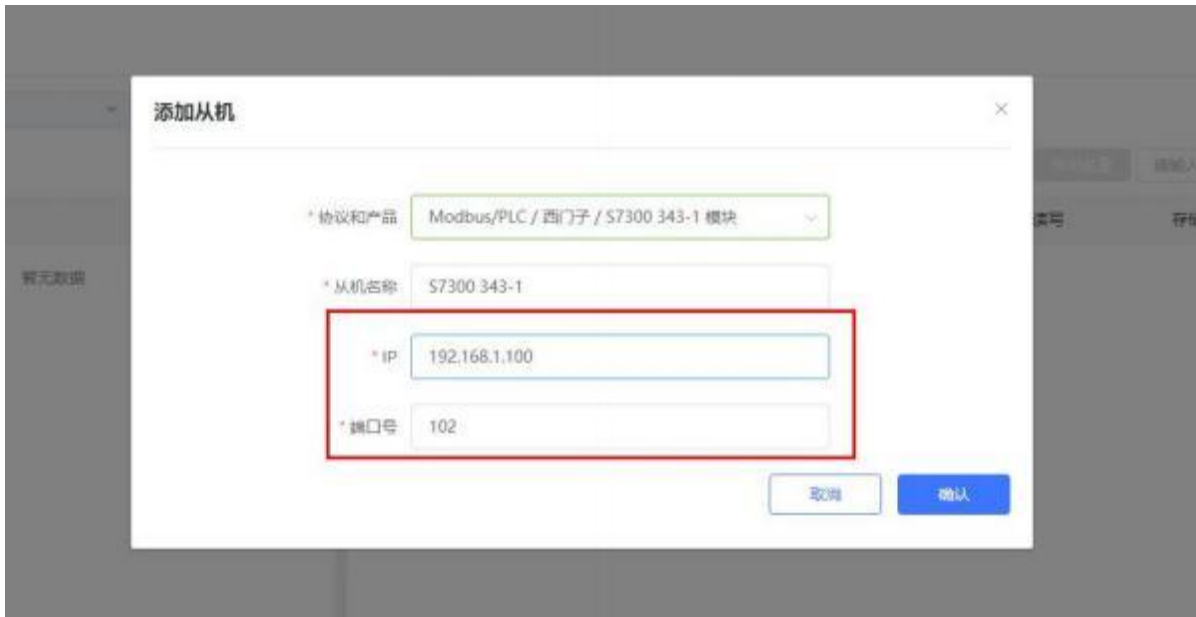 添加从机
* 协议和产品 Modbus/PLC / 西门子 / S7300 343-1 模块
读写
暂无数据
* 从机名称 S7300 343-1
* IP 192.168.1.100
* 端口号 102
取消 确认